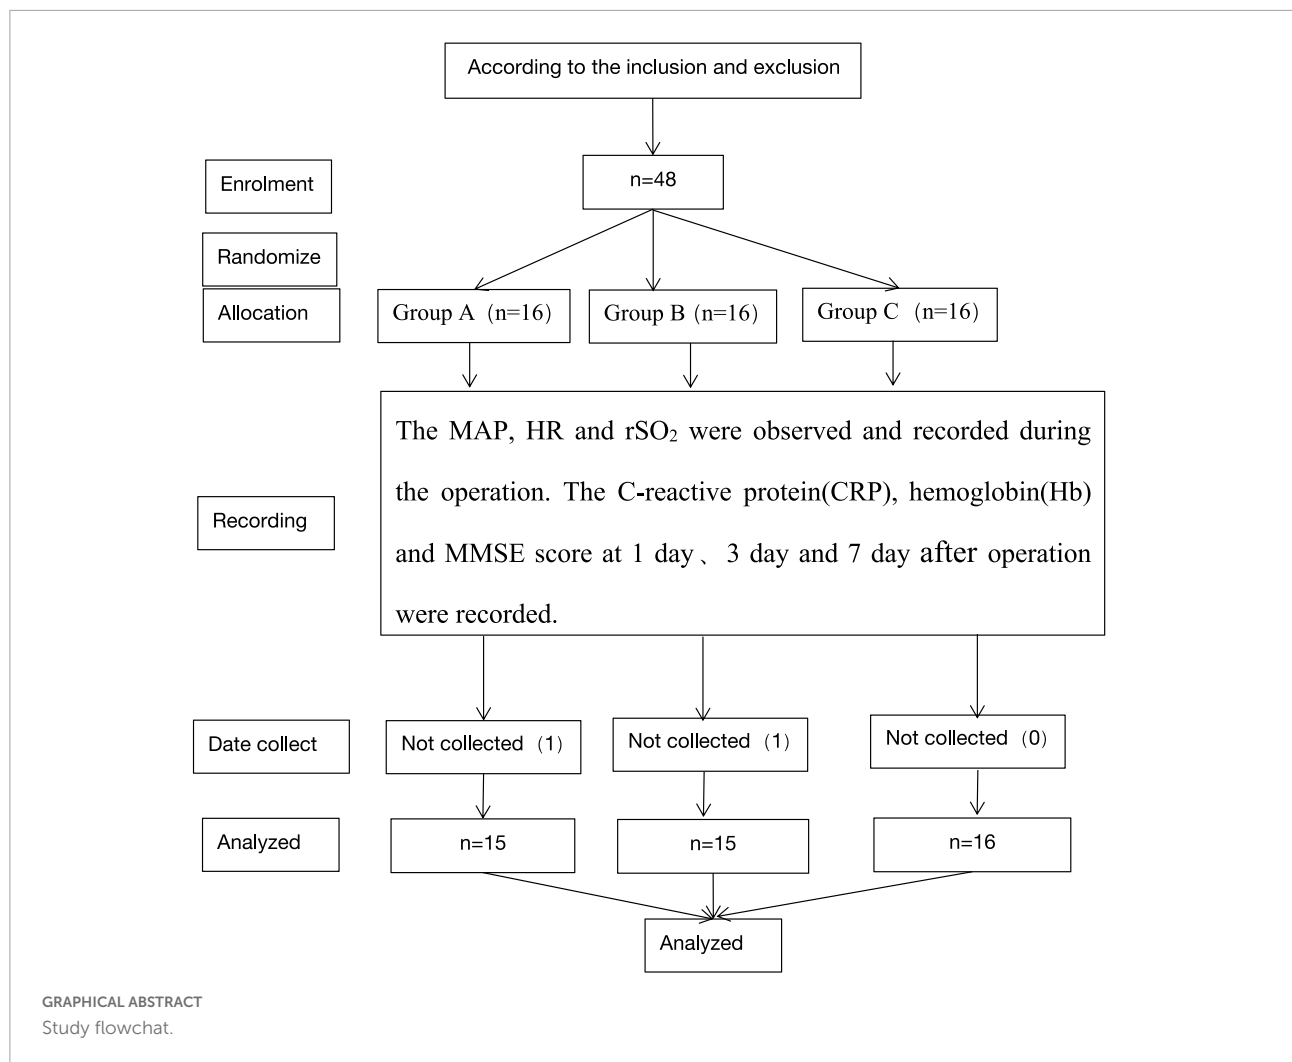 According to the inclusion and exclusion
Enrolment
n=48
Randomize
Allocation
Group A (n=16)
Group B (n=16)
Group C (n=16)
The MAP, HR and rSO₂ were observed and recorded during
the operation. The C-reactive protein(CRP), hemoglobin(Hb)
and MMSE score at 1 day、3 day and 7 day after operation
were recorded.
Recording
Date collect
Not collected (1)
Not collected (1)
Not collected (0)
Analyzed
n=15
n=15
n=16
Analyzed
GRAPHICAL ABSTRACT
Study flowchat.